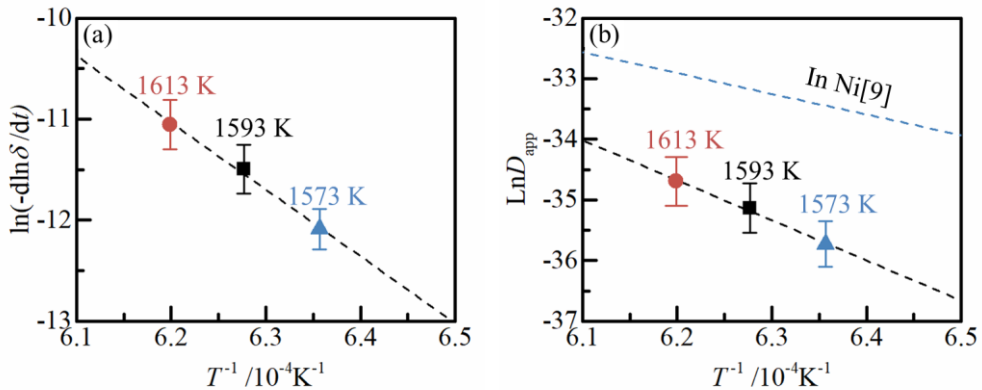 (a)
-10
-11
-12
-13
1613 K
1593 K
1573 K
6.1 6.2 6.3 6.4 6.5
T⁻¹ /10⁻⁴K⁻¹
ln(-dlnδ/dt)
(b)
-32
-33
-34
-35
-36
-37
In Ni[9]
1613 K
1593 K
1573 K
6.1 6.2 6.3 6.4 6.5
T⁻¹ /10⁻⁴K⁻¹
LnD_app